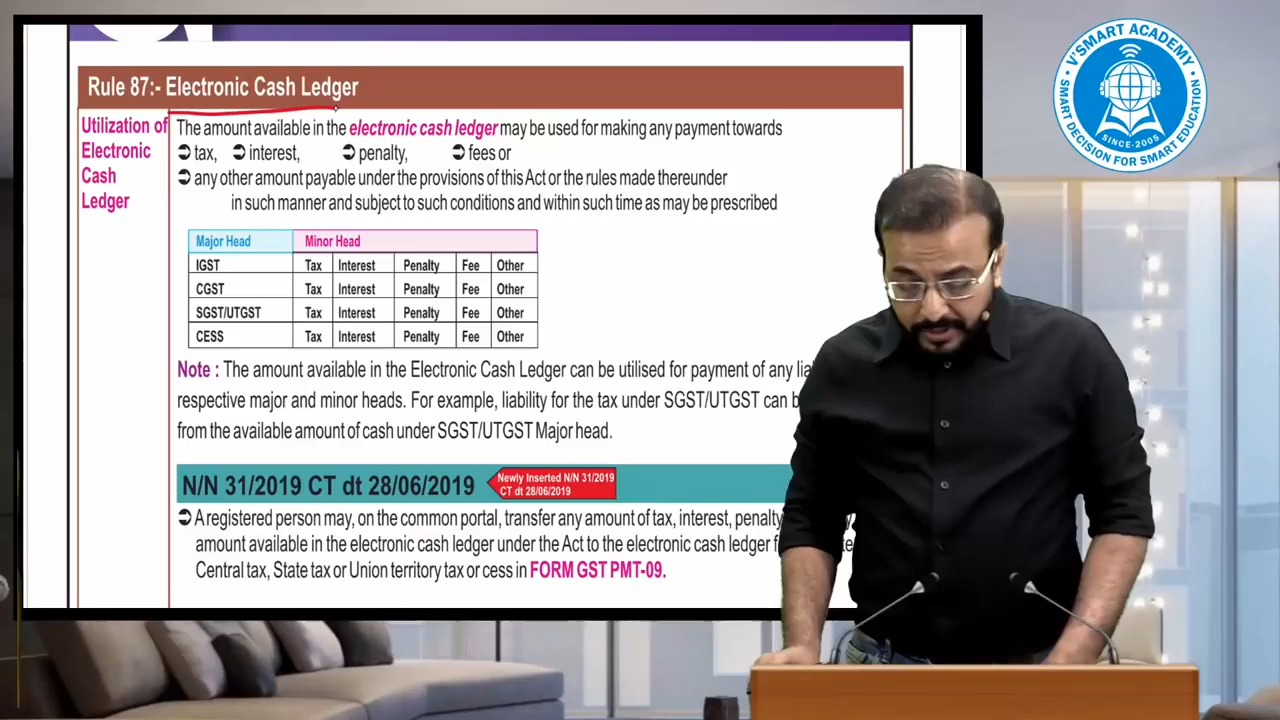 Rule 87:- Electronic Cash Ledger
Utilization of
Electronic
Cash
Ledger
The amount available in the electronic cash ledger may be used for making any payment towards
➲ tax, ➲ interest, ➲ penalty, ➲ fees or
➲ any other amount payable under the provisions of this Act or the rules made thereunder
in such manner and subject to such conditions and within such time as may be prescribed
Major Head Minor Head
IGST Tax Interest Penalty Fee Other
CGST Tax Interest Penalty Fee Other
SGST/UTGST Tax Interest Penalty Fee Other
CESS Tax Interest Penalty Fee Other
Note : The amount available in the Electronic Cash Ledger can be utilised for payment of any
respective major and minor heads. For example, liability for the tax under SGST/UTGST can
from the available amount of cash under SGST/UTGST Major head.
N/N 31/2019 CT dt 28/06/2019
Newly Inserted N/N 31/2019
CT dt 28/06/2019
➲ A registered person may, on the common portal, transfer any amount of tax, interest, penalty
amount available in the electronic cash ledger under the Act to the electronic cash ledger
Central tax, State tax or Union territory tax or cess in FORM GST PMT-09.
V'SMART ACADEMY
SINCE-2005
SMART DECISION FOR SMART EDUCATION